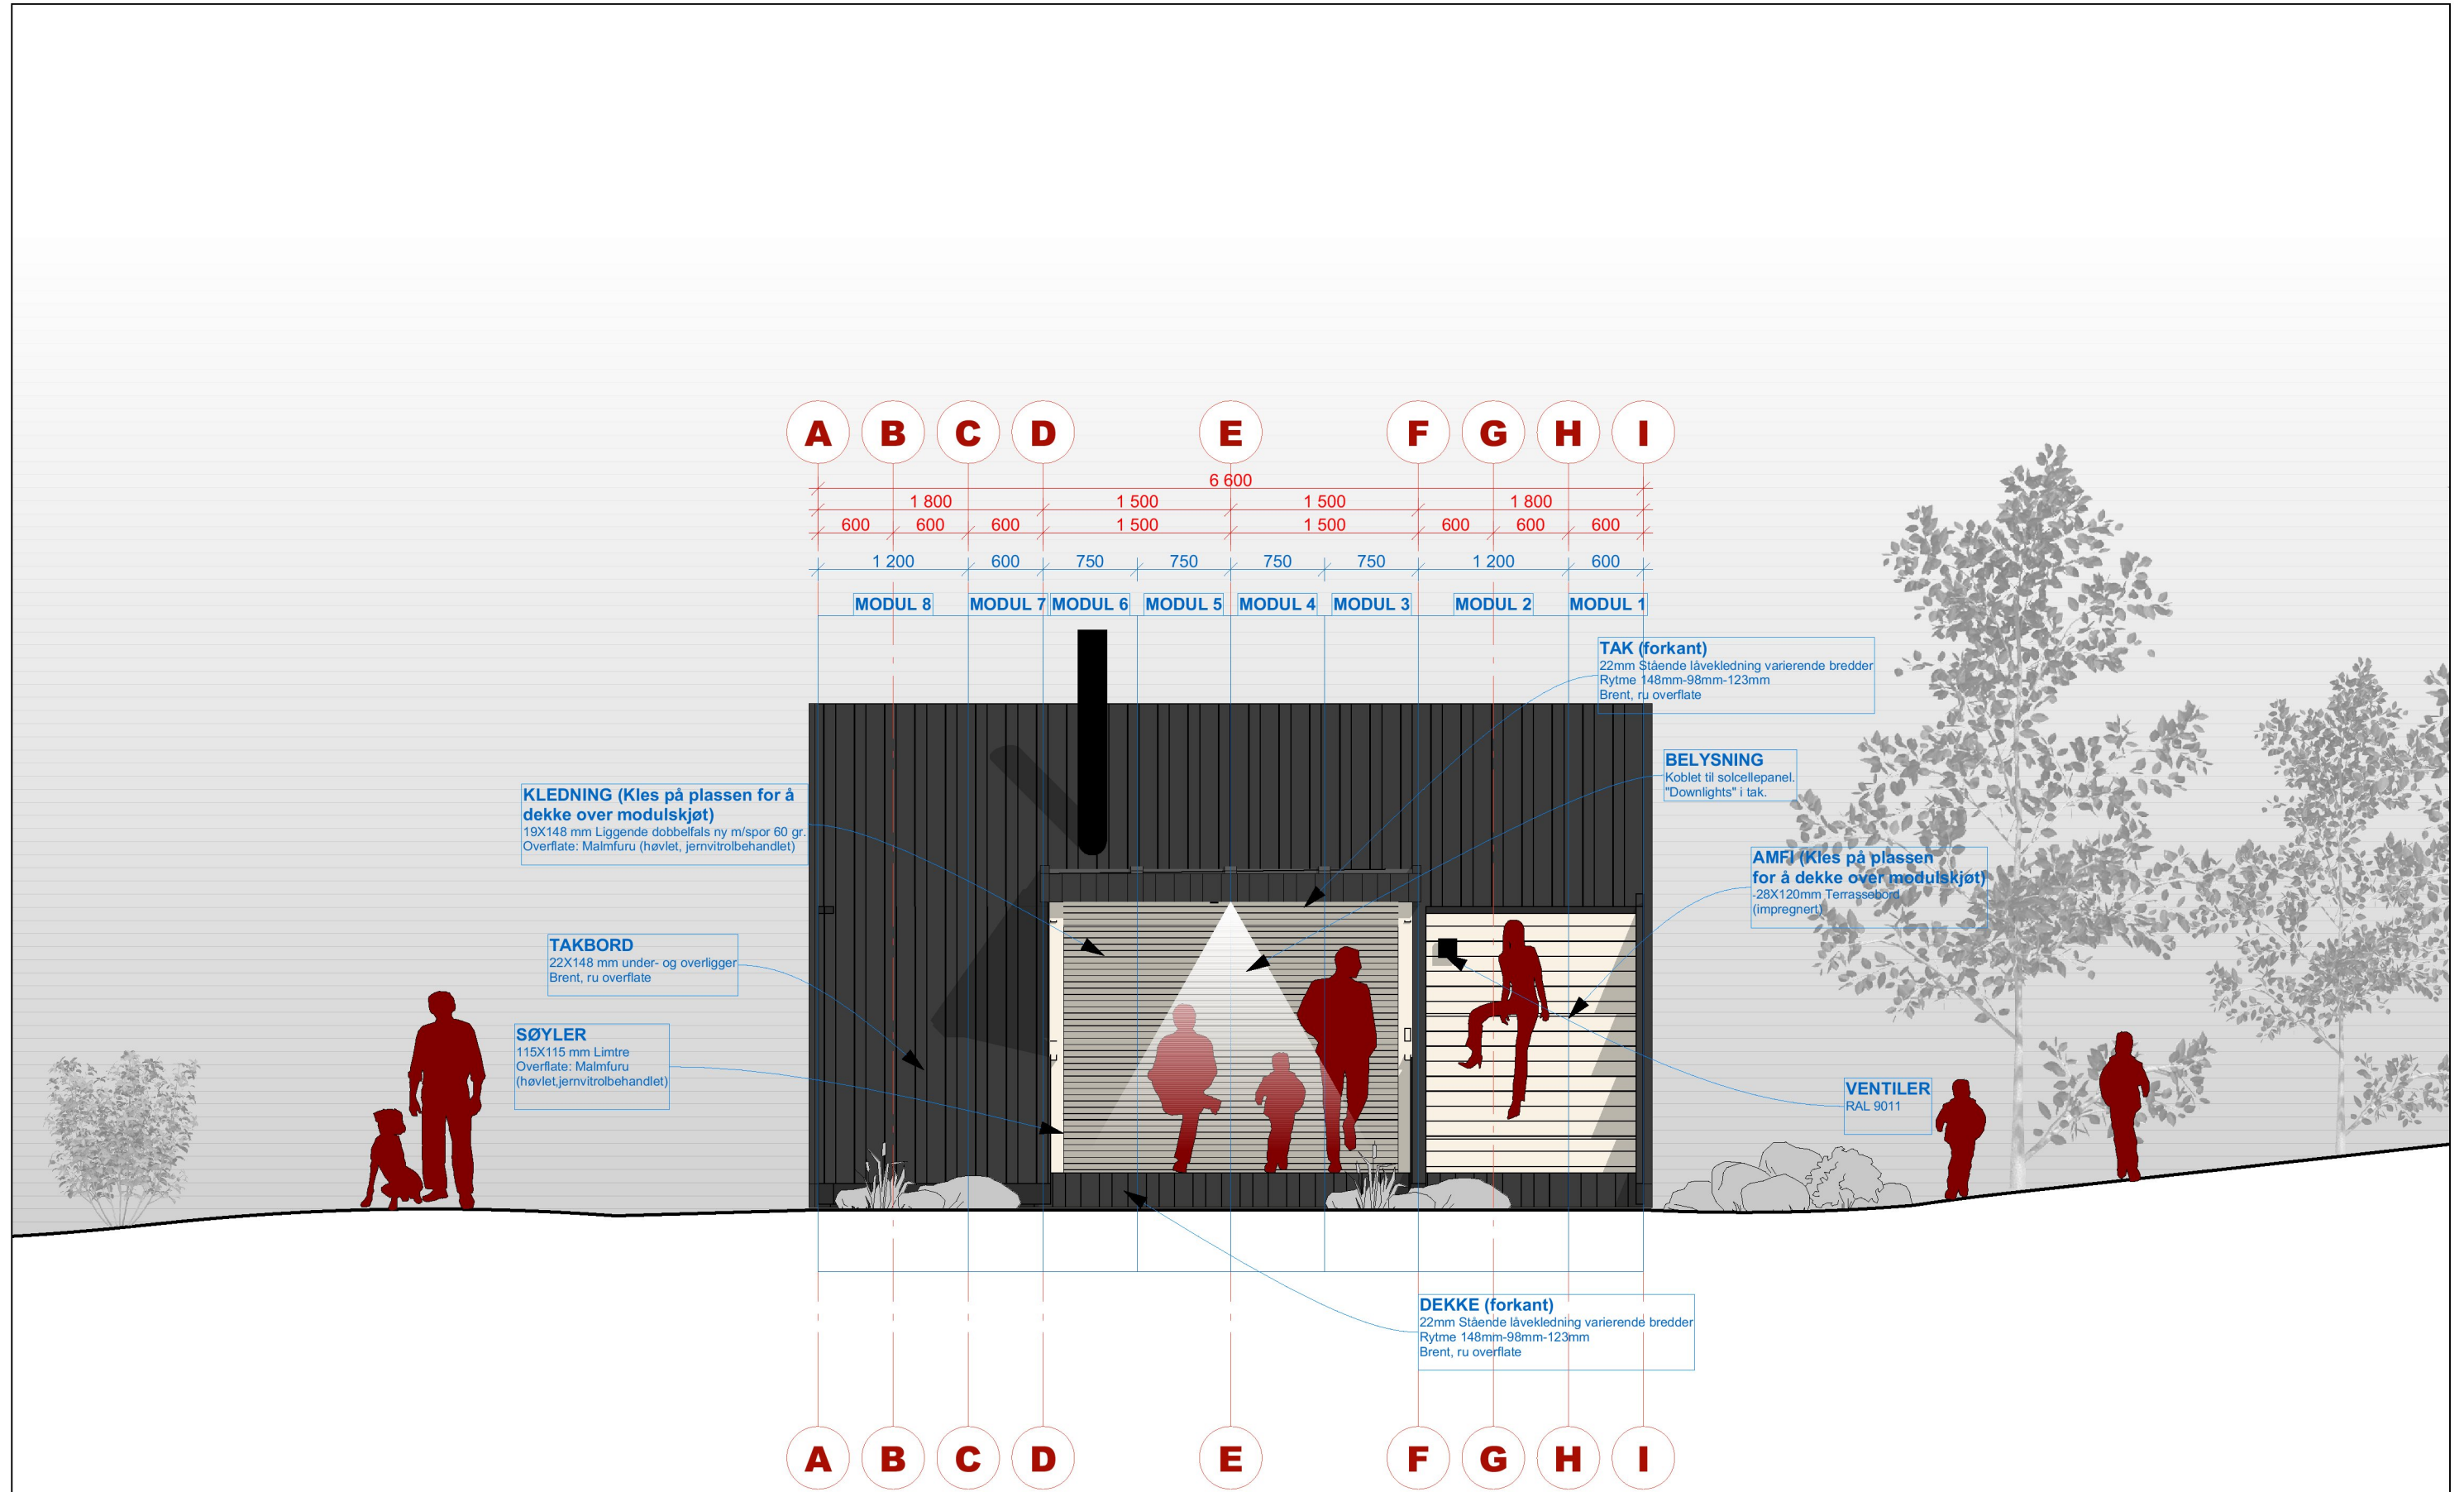 A B C D E F G H I
6 600
1 800 1 500 1 500 1 800
600 600 600 1 500 1 500 600 600 600
1 200 600 750 750 750 750 1 200 600
MODUL 8 MODUL 7 MODUL 6 MODUL 5 MODUL 4 MODUL 3 MODUL 2 MODUL 1
TAK (forkant)
22mm Stående låvekledning varierende bredder
Rytme 148mm-98mm-123mm
Brent, ru overflate
BELYSNING
Koblet til solcellepanel.
"Downlights" i tak.
KLEDNING (Kles på plassen for å
dekke over modulskjøt)
19X148 mm Liggende dobbelfals ny m/spor 60 gr.
Overflate: Malmfuru (høvlet, jernvitrolbehandlet)
AMFI (Kles på plassen
for å dekke over modulskjøt)
-28X120mm Terrassebord
(impregnert)
TAKBORD
22X148 mm under- og overligger
Brent, ru overflate
SØYLER
115X115 mm Limtre
Overflate: Malmfuru
(høvlet,jernvitrolbehandlet)
VENTILER
RAL 9011
DEKKE (forkant)
22mm Stående låvekledning varierende bredder
Rytme 148mm-98mm-123mm
Brent, ru overflate
A B C D E F G H I